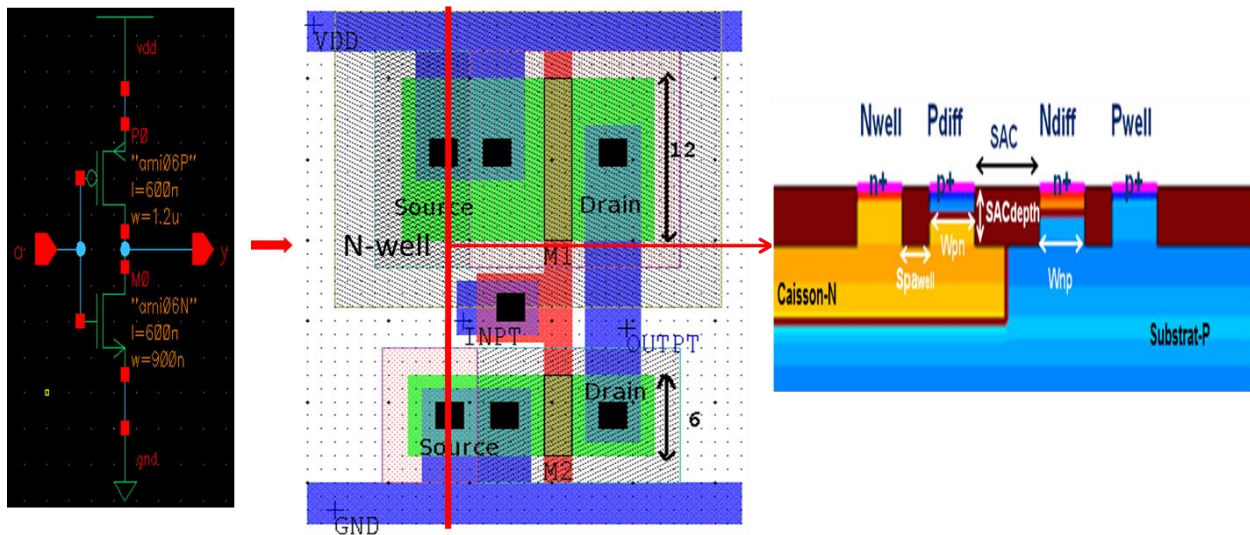 vdd
P0
"ami06P"
l=600n
w=1.2u
a
y
M0
"ami06N"
l=600n
w=900n
gnd
VDD
12
Source
Drain
N-well
M1
INPT
OUTPT
Drain
6
Source
M2
GND
Nwell
Pdiff
SAC
Ndiff
Pwell
n+
p+
n+
p+
SACdepth
Wpn
Spawell
Wnp
Caisson-N
Substrat-P